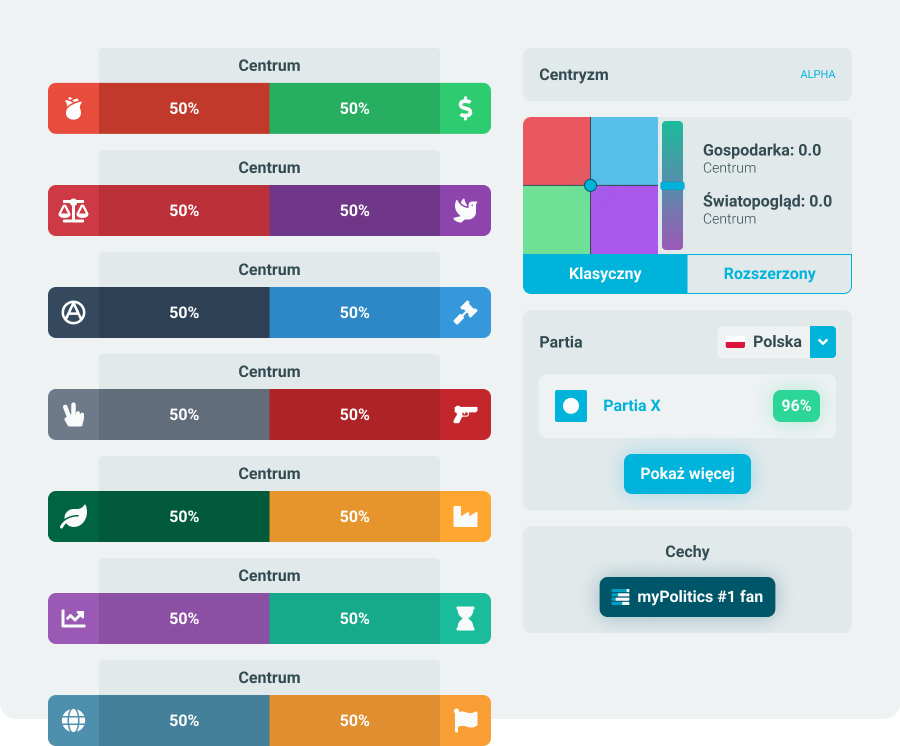 Centrum
50% 50%
Centrum
50% 50%
Centrum
50% 50%
Centrum
50% 50%
Centrum
50% 50%
Centrum
50% 50%
Centrum
50% 50%
Centryzm ALPHA
Gospodarka: 0.0
Centrum
Światopogląd: 0.0
Centrum
Klasyczny Rozszerzony
Partia Polska
Partia X 96%
Pokaż więcej
Cechy
myPolitics #1 fan